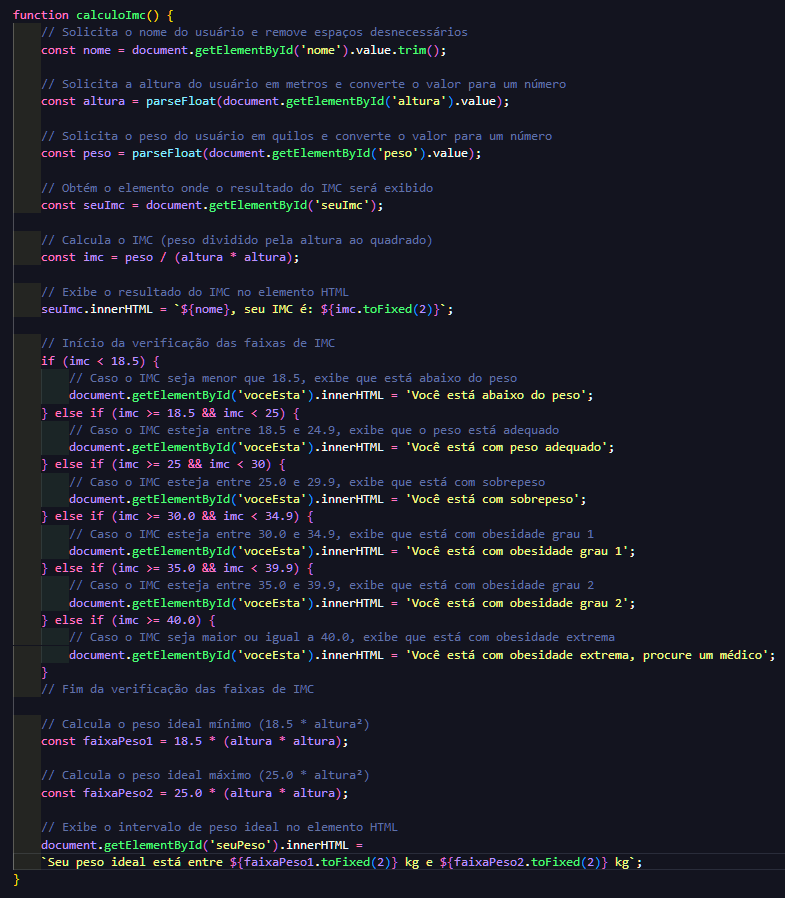 function calculoImc() {
    // Solicita o nome do usuário e remove espaços desnecessários
    const nome = document.getElementById('nome').value.trim();

    // Solicita a altura do usuário em metros e converte o valor para um número
    const altura = parseFloat(document.getElementById('altura').value);

    // Solicita o peso do usuário em quilos e converte o valor para um número
    const peso = parseFloat(document.getElementById('peso').value);

    // Obtém o elemento onde o resultado do IMC será exibido
    const seuImc = document.getElementById('seuImc');

    // Calcula o IMC (peso dividido pela altura ao quadrado)
    const imc = peso / (altura * altura);

    // Exibe o resultado do IMC no elemento HTML
    seuImc.innerHTML = `${nome}, seu IMC é: ${imc.toFixed(2)}`;

    // Início da verificação das faixas de IMC
    if (imc < 18.5) {
        // Caso o IMC seja menor que 18.5, exibe que está abaixo do peso
        document.getElementById('voceEsta').innerHTML = 'Você está abaixo do peso';
    } else if (imc >= 18.5 && imc < 25) {
        // Caso o IMC esteja entre 18.5 e 24.9, exibe que o peso está adequado
        document.getElementById('voceEsta').innerHTML = 'Você está com peso adequado';
    } else if (imc >= 25 && imc < 30) {
        // Caso o IMC esteja entre 25.0 e 29.9, exibe que está com sobrepeso
        document.getElementById('voceEsta').innerHTML = 'Você está com sobrepeso';
    } else if (imc >= 30.0 && imc < 34.9) {
        // Caso o IMC esteja entre 30.0 e 34.9, exibe que está com obesidade grau 1
        document.getElementById('voceEsta').innerHTML = 'Você está com obesidade grau 1';
    } else if (imc >= 35.0 && imc < 39.9) {
        // Caso o IMC esteja entre 35.0 e 39.9, exibe que está com obesidade grau 2
        document.getElementById('voceEsta').innerHTML = 'Você está com obesidade grau 2';
    } else if (imc >= 40.0) {
        // Caso o IMC seja maior ou igual a 40.0, exibe que está com obesidade extrema
        document.getElementById('voceEsta').innerHTML = 'Você está com obesidade extrema, procure um médico';
    }
    // Fim da verificação das faixas de IMC

    // Calcula o peso ideal mínimo (18.5 * altura²)
    const faixaPeso1 = 18.5 * (altura * altura);

    // Calcula o peso ideal máximo (25.0 * altura²)
    const faixaPeso2 = 25.0 * (altura * altura);

    // Exibe o intervalo de peso ideal no elemento HTML
    document.getElementById('seuPeso').innerHTML =
    `Seu peso ideal está entre ${faixaPeso1.toFixed(2)} kg e ${faixaPeso2.toFixed(2)} kg`;
}